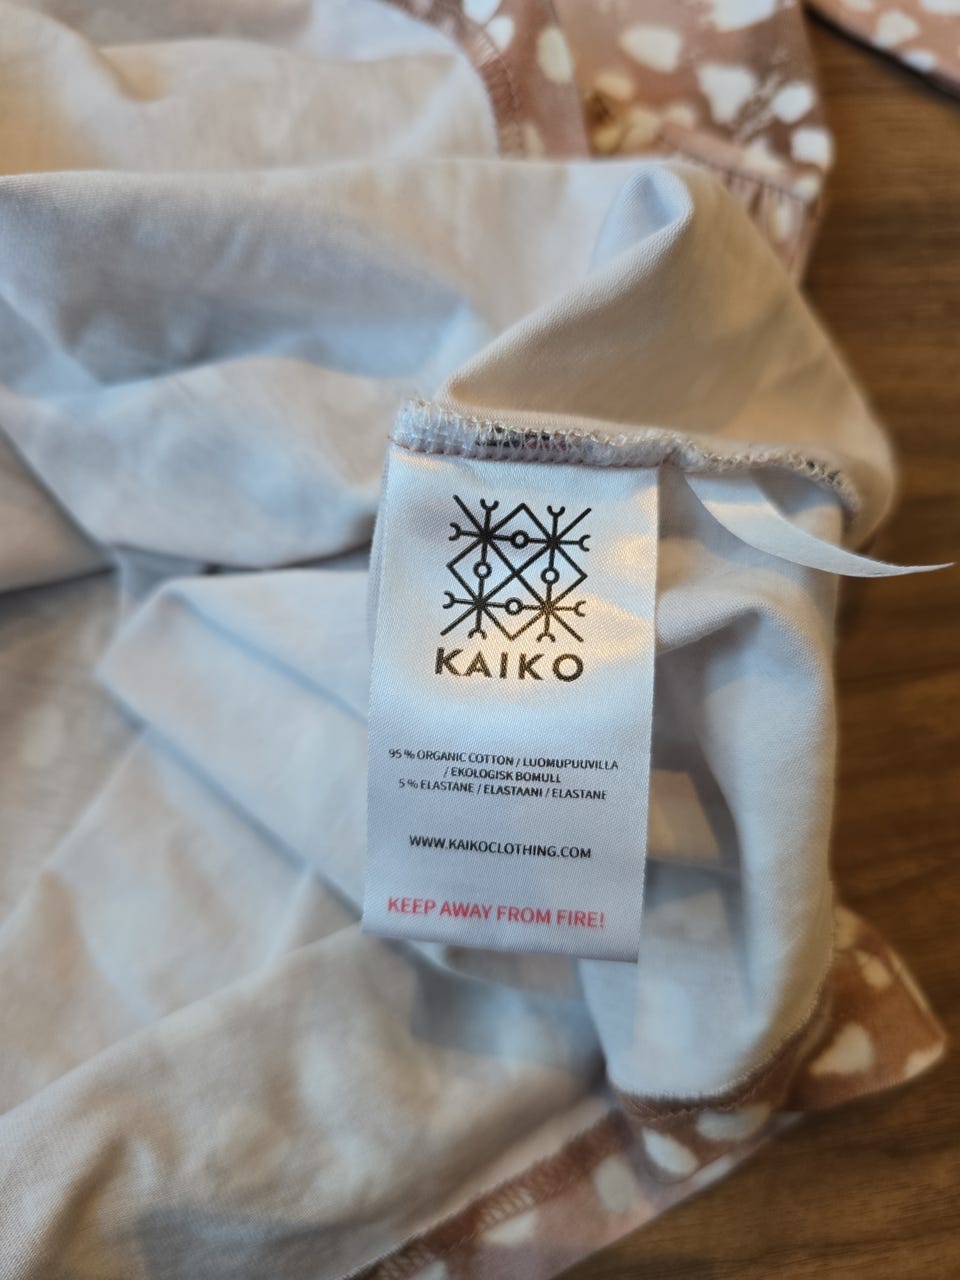 KAIKO
95 % ORGANIC COTTON / LUOMUPUUVILLA
/ EKOLOGISK BOMULL
5 % ELASTANE / ELASTAANI / ELASTANE
WWW.KAIKOCLOTHING.COM
KEEP AWAY FROM FIRE!